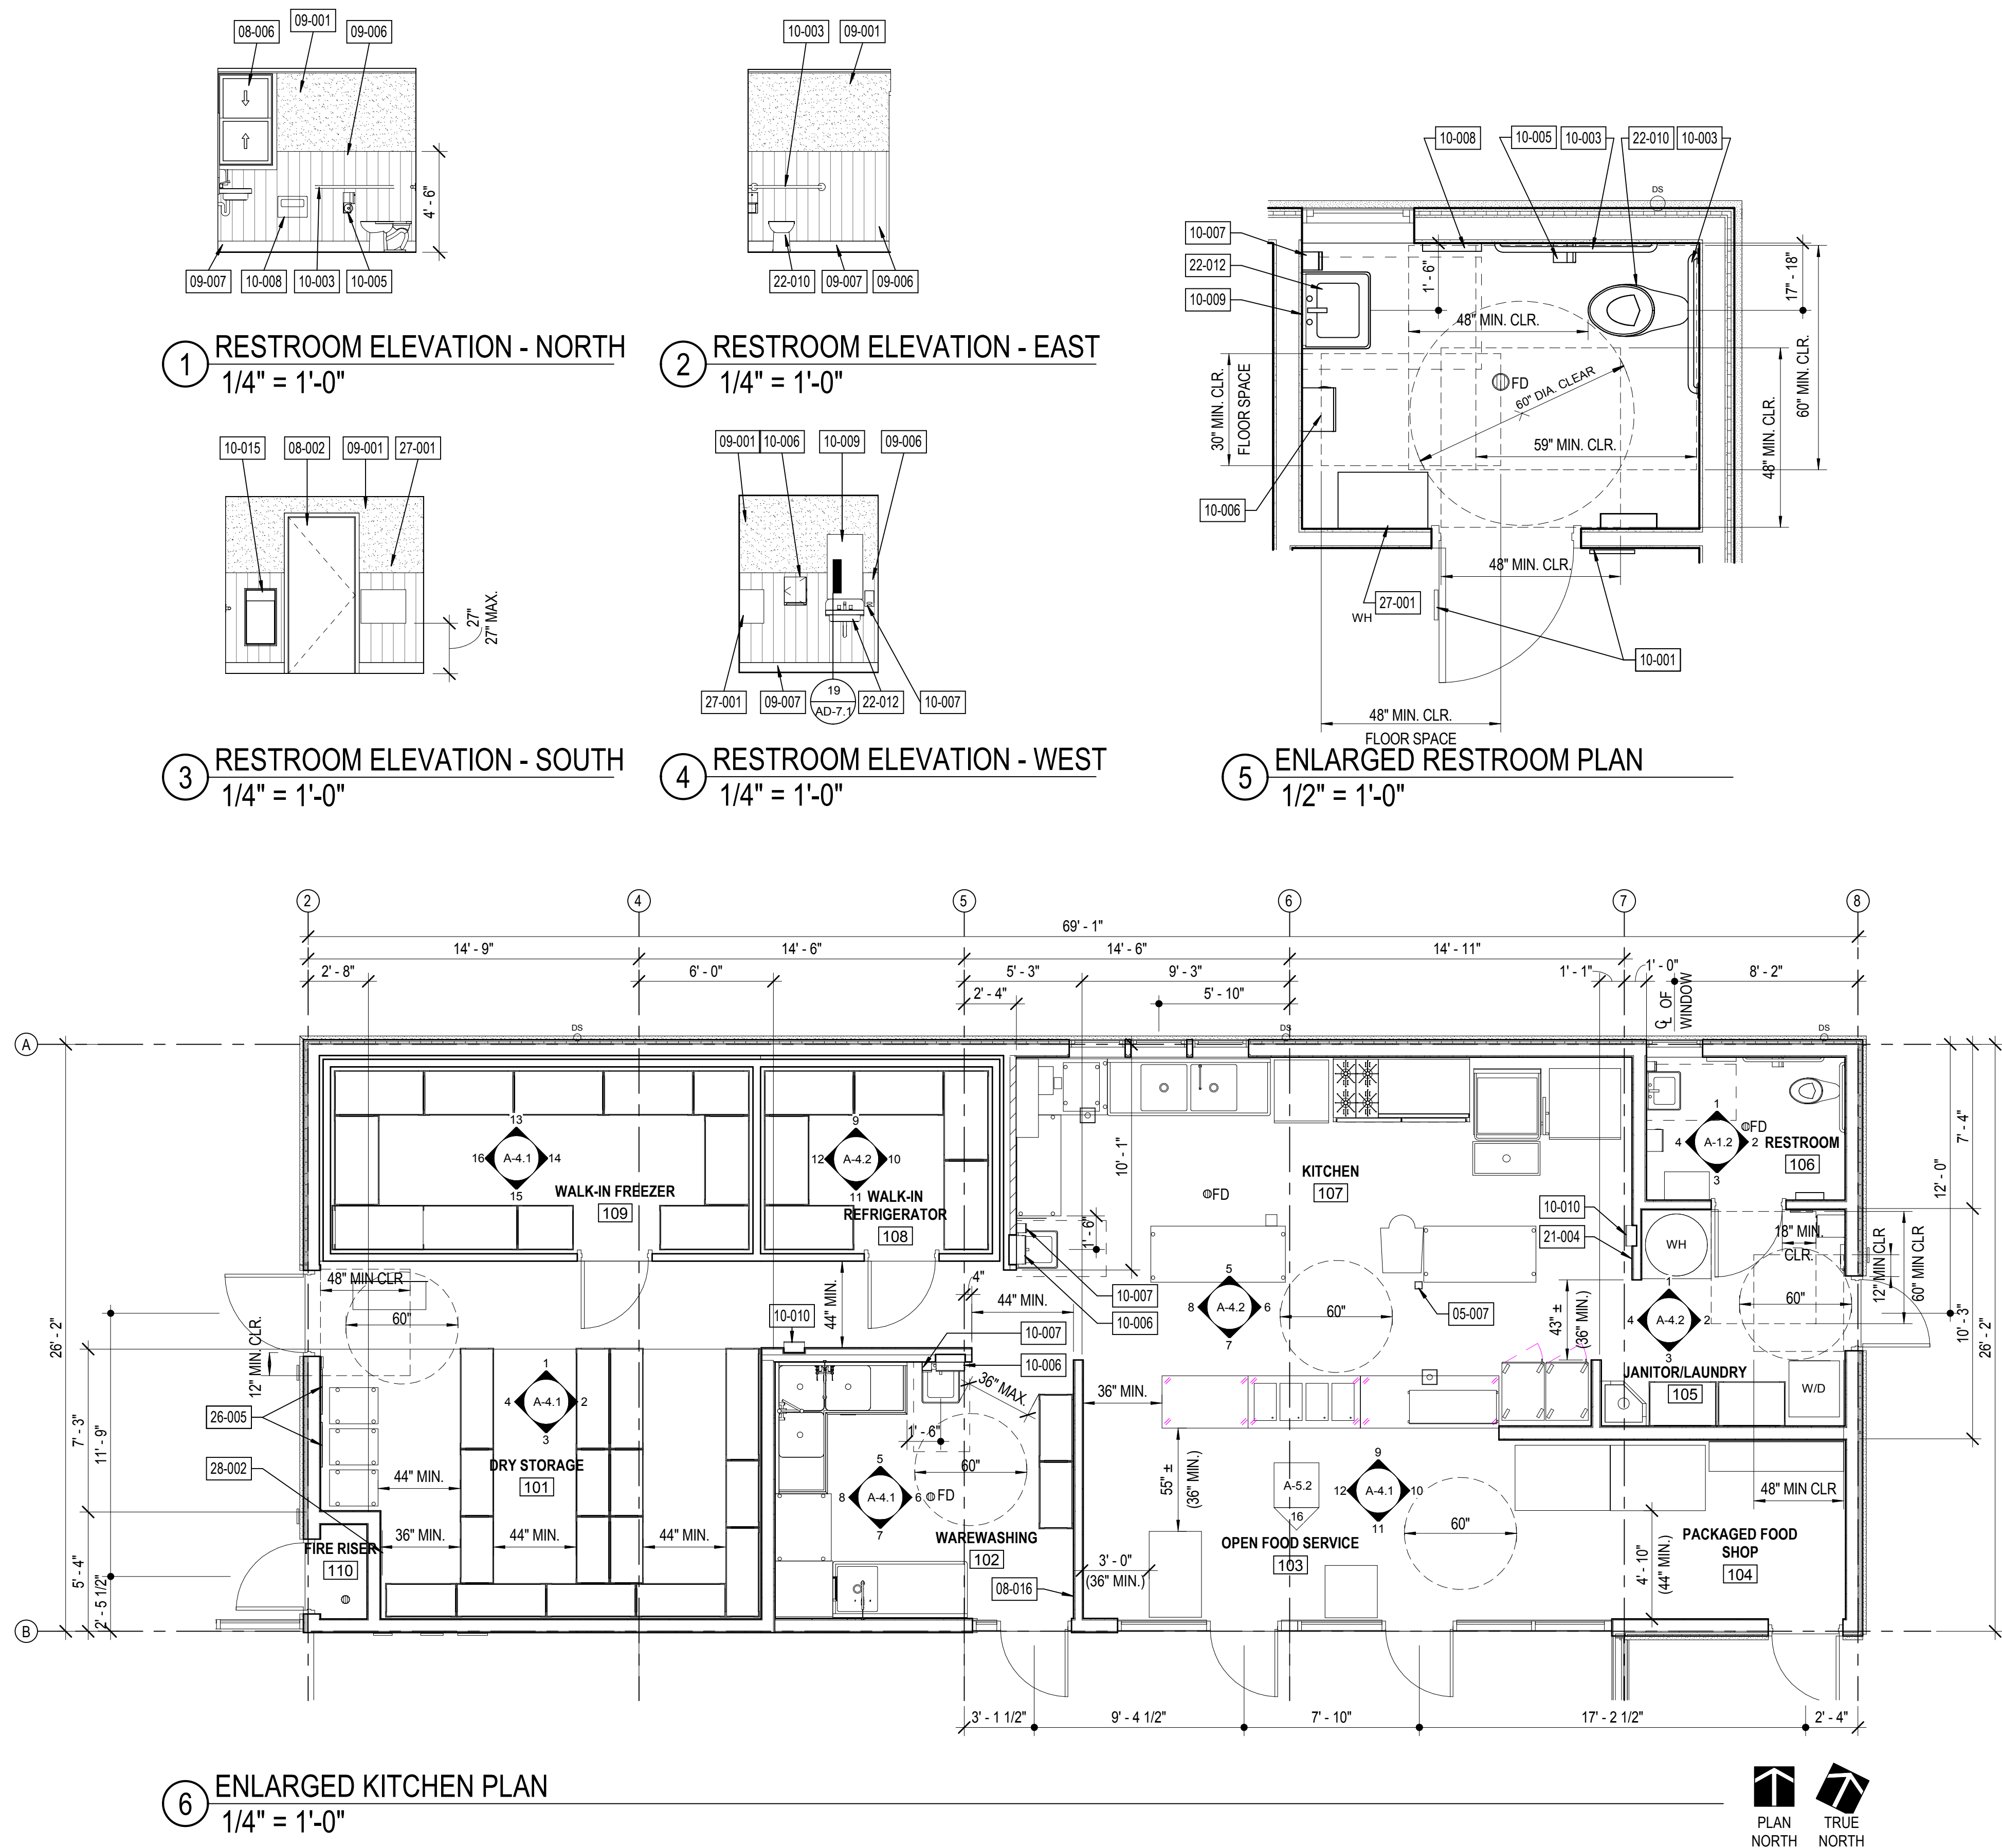 08-006
09-001
09-006
4' - 6"
09-007
10-008
10-003
10-005
1
RESTROOM ELEVATION - NORTH
1/4" = 1'-0"
10-003
09-001
22-010
09-007
09-006
2
RESTROOM ELEVATION - EAST
1/4" = 1'-0"
10-015
08-002
09-001
27-001
27"
27" MAX.
3
RESTROOM ELEVATION - SOUTH
1/4" = 1'-0"
09-001
10-006
10-009
09-006
27-001
09-007
19
AD-7.1
22-012
10-007
4
RESTROOM ELEVATION - WEST
1/4" = 1'-0"
10-008
10-005
10-003
22-010
10-003
DS
10-007
22-012
10-009
1' - 6"
17" - 18"
48" MIN. CLR.
30" MIN. CLR.
FLOOR SPACE
FD
60" DIA. CLEAR
59" MIN. CLR.
48" MIN. CLR.
60" MIN. CLR.
10-006
48" MIN. CLR.
27-001
WH
10-001
48" MIN. CLR.
FLOOR SPACE
5
ENLARGED RESTROOM PLAN
1/2" = 1'-0"
2
4
5
6
7
8
69' - 1"
14' - 9"
14' - 6"
14' - 6"
14' - 11"
2' - 8"
6' - 0"
5' - 3"
9' - 3"
1' - 1"
1' - 0"
8' - 2"
2' - 4"
5' - 10"
CL OF
WINDOW
A
DS
DS
DS
13
16
A-4.1
14
15
WALK-IN FREEZER
109
9
12
A-4.2
10
11
WALK-IN
REFRIGERATOR
108
10' - 1"
FD
KITCHEN
107
1
4
A-1.2
2
3
FD
RESTROOM
106
7' - 4"
12' - 0"
1' - 6"
10-010
21-004
WH
18" MIN.
CLR.
12" MIN CLR
60" MIN CLR
48" MIN CLR
60"
44" MIN.
4"
44" MIN.
10-007
10-006
5
8
A-4.2
6
7
60"
05-007
43" ±
(36" MIN.)
1
4
A-4.2
2
3
60"
10' - 3"
26' - 2"
26' - 2"
10-010
10-007
10-006
12" MIN. CLR.
26-005
7' - 3"
11' - 9"
28-002
1
4
A-4.1
2
3
DRY STORAGE
101
44" MIN.
36" MIN.
44" MIN.
44" MIN.
36" MAX.
1' - 6"
60"
5
8
A-4.1
6
7
FD
WAREWASHING
102
36" MIN.
JANITOR/LAUNDRY
105
W/D
55" ±
(36" MIN.)
A-5.2
16
9
12
A-4.1
10
11
60"
48" MIN CLR
OPEN FOOD SERVICE
103
PACKAGED FOOD
SHOP
104
4' - 10"
(44" MIN.)
FIRE RISER
110
5' - 4"
2' - 5 1/2"
08-016
3' - 0"
(36" MIN.)
B
3' - 1 1/2"
9' - 4 1/2"
7' - 10"
17' - 2 1/2"
2' - 4"
6
ENLARGED KITCHEN PLAN
1/4" = 1'-0"
PLAN
NORTH
TRUE
NORTH